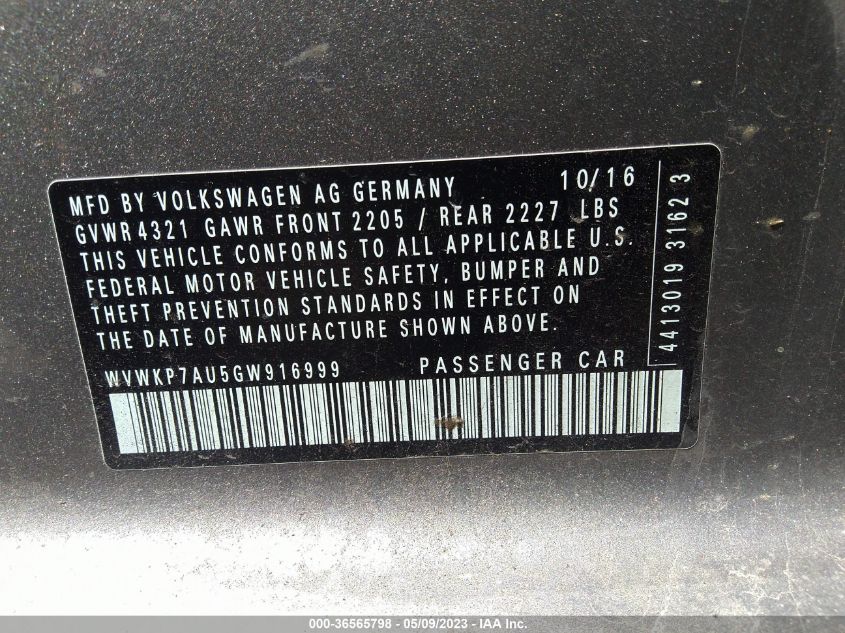 MFD BY VOLKSWAGEN AG GERMANY 10/16
GVWR 4321 GAWR FRONT 2205 / REAR 2227 LBS
THIS VEHICLE CONFORMS TO ALL APPLICABLE U.S.
FEDERAL MOTOR VEHICLE SAFETY, BUMPER AND
THEFT PREVENTION STANDARDS IN EFFECT ON
THE DATE OF MANUFACTURE SHOWN ABOVE.
WVWKP7AU5GW916999 PASSENGER CAR
4413019 3162 3
000-36565798 - 05/09/2023 - IAA Inc.